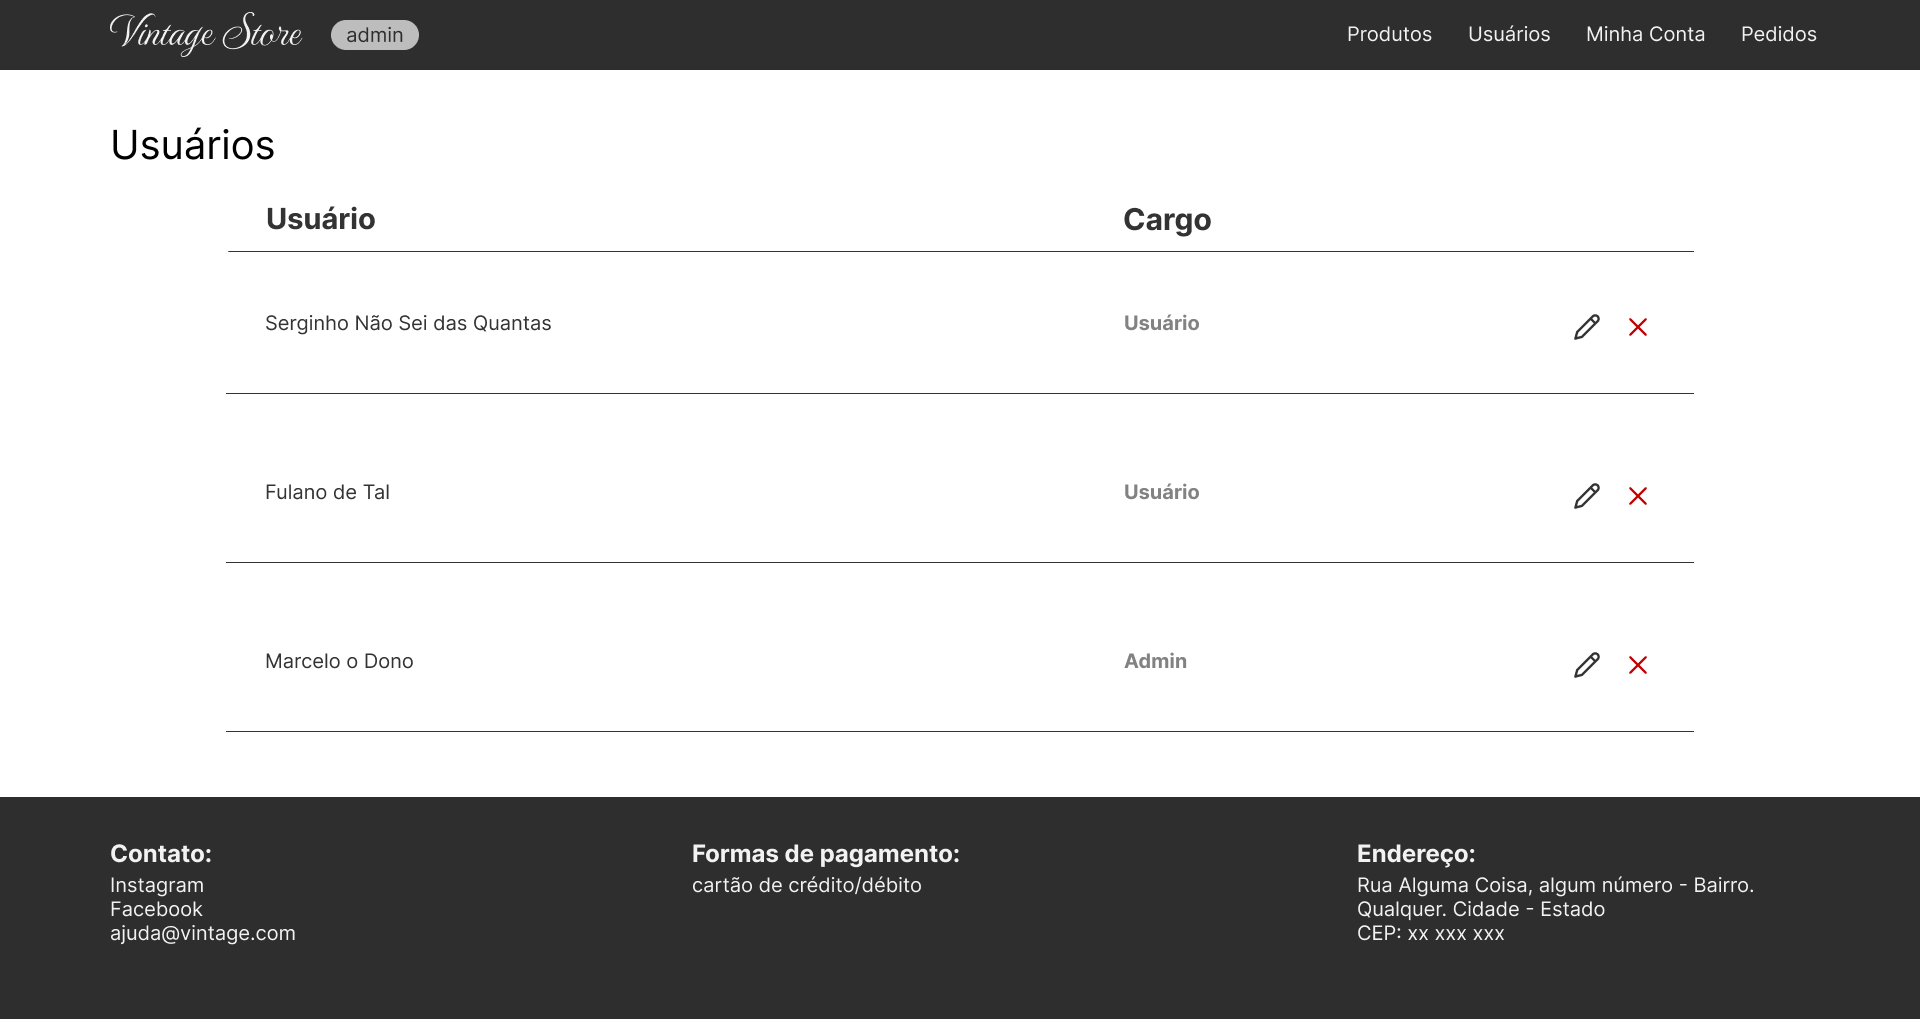 Vintage Store
admin
Produtos
Usuários
Minha Conta
Pedidos
Usuários
Usuário
Cargo
Serginho Não Sei das Quantas
Usuário
Fulano de Tal
Usuário
Marcelo o Dono
Admin
Contato:
Instagram
Facebook
ajuda@vintage.com
Formas de pagamento:
cartão de crédito/débito
Endereço:
Rua Alguma Coisa, algum número - Bairro.
Qualquer. Cidade - Estado
CEP: xx xxx xxx